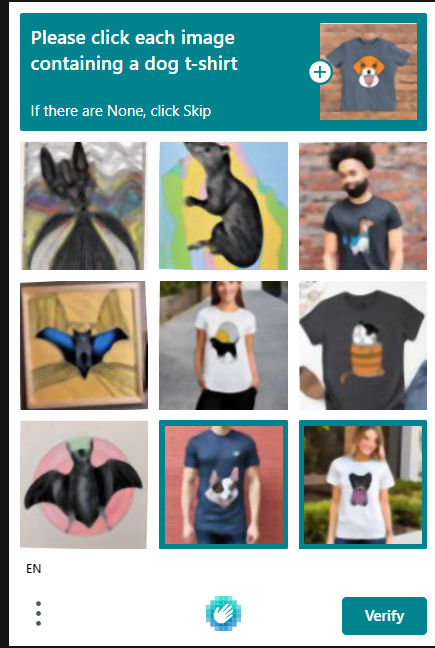 Please click each image
containing a dog t-shirt
If there are None, click Skip
EN
Verify